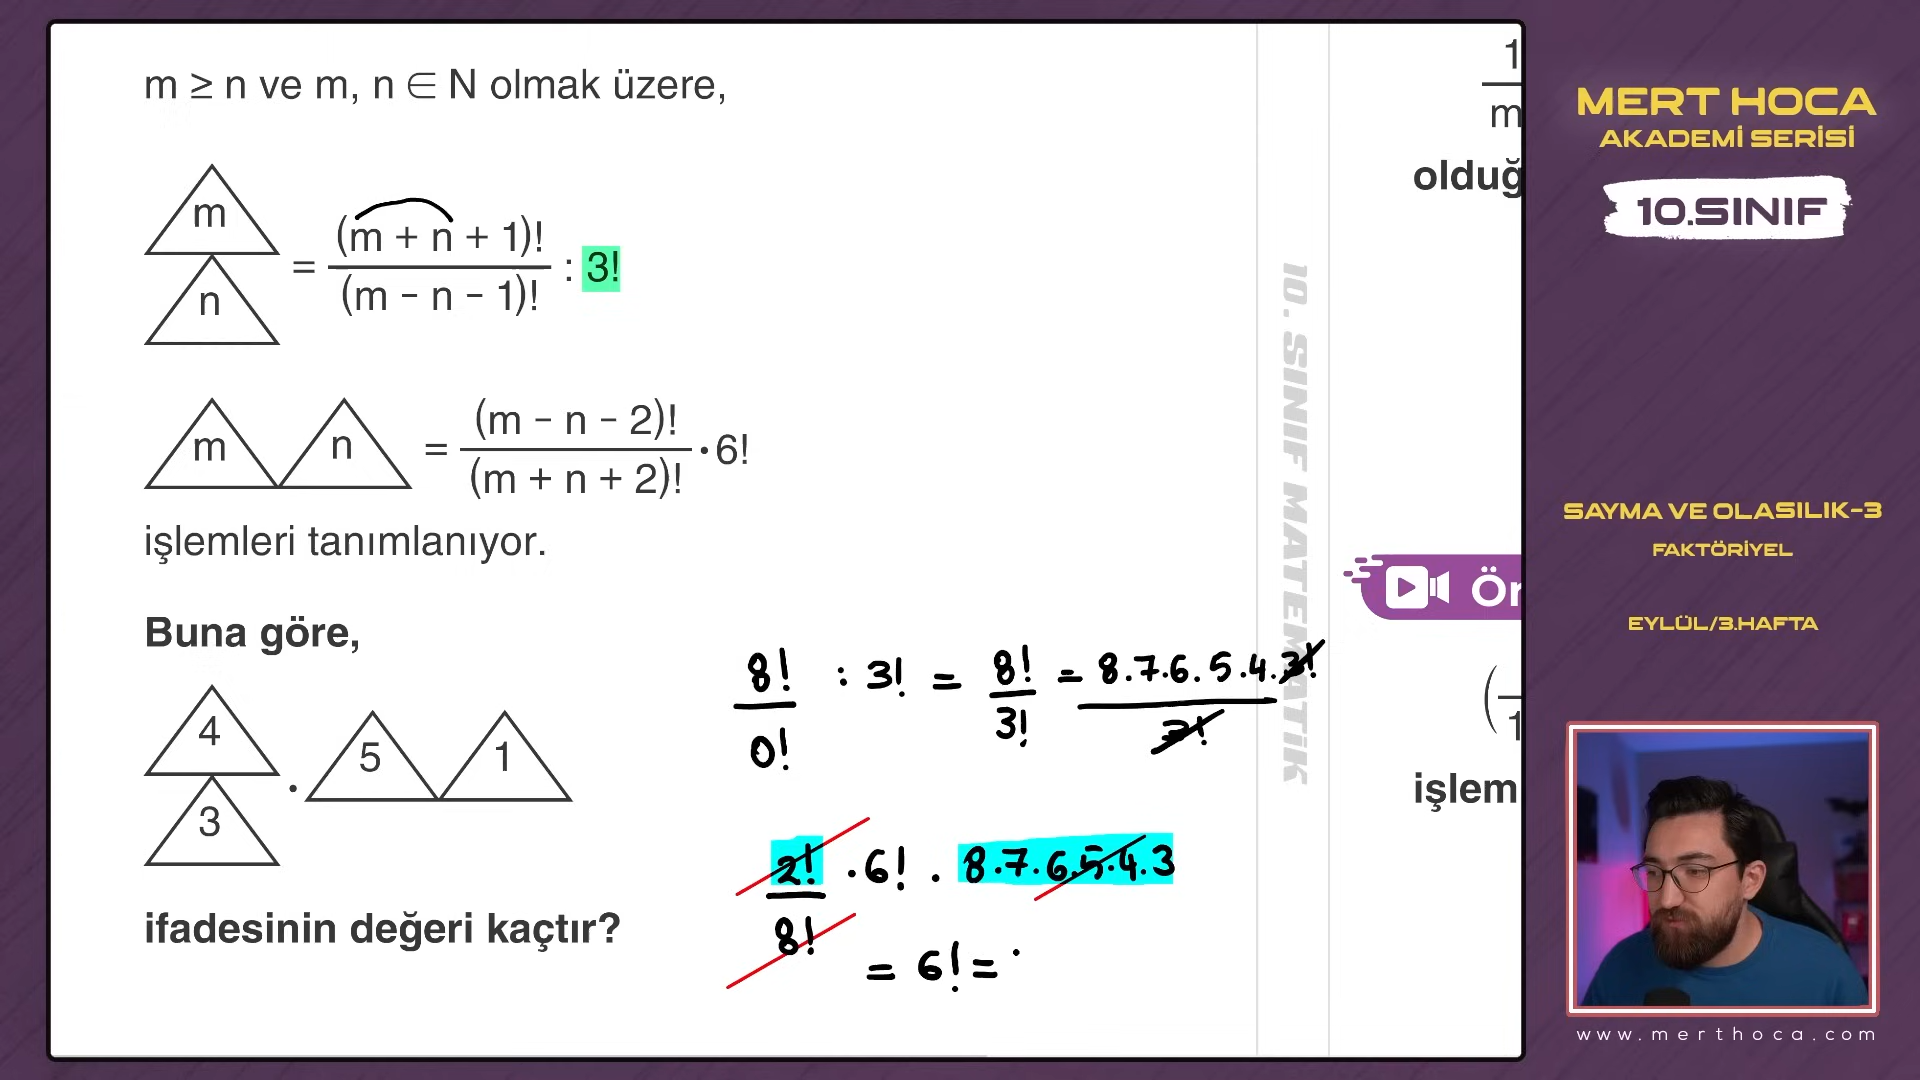 m ≥ n ve m, n ∈ N olmak üzere,
m
n
= (m + n + 1)! / (m - n - 1)! : 3!
m n = (m - n - 2)! / (m + n + 2)! · 6!
işlemleri tanımlanıyor.
Buna göre,
4
3
· 5 1
ifadesinin değeri kaçtır?
8! / 0! : 3! = 8! / 3! = 8.7.6.5.4.3! / 3!
2! / 8! · 6! · 8.7.6.5.4.3
= 6! = ·
10. SINIF MATEMATİK
1
m
olduğ
Ör
(
1
işlem
MERT HOCA
AKADEMİ SERİSİ
10.SINIF
SAYMA VE OLASILIK-3
FAKTÖRİYEL
EYLÜL/3.HAFTA
www.merthoca.com